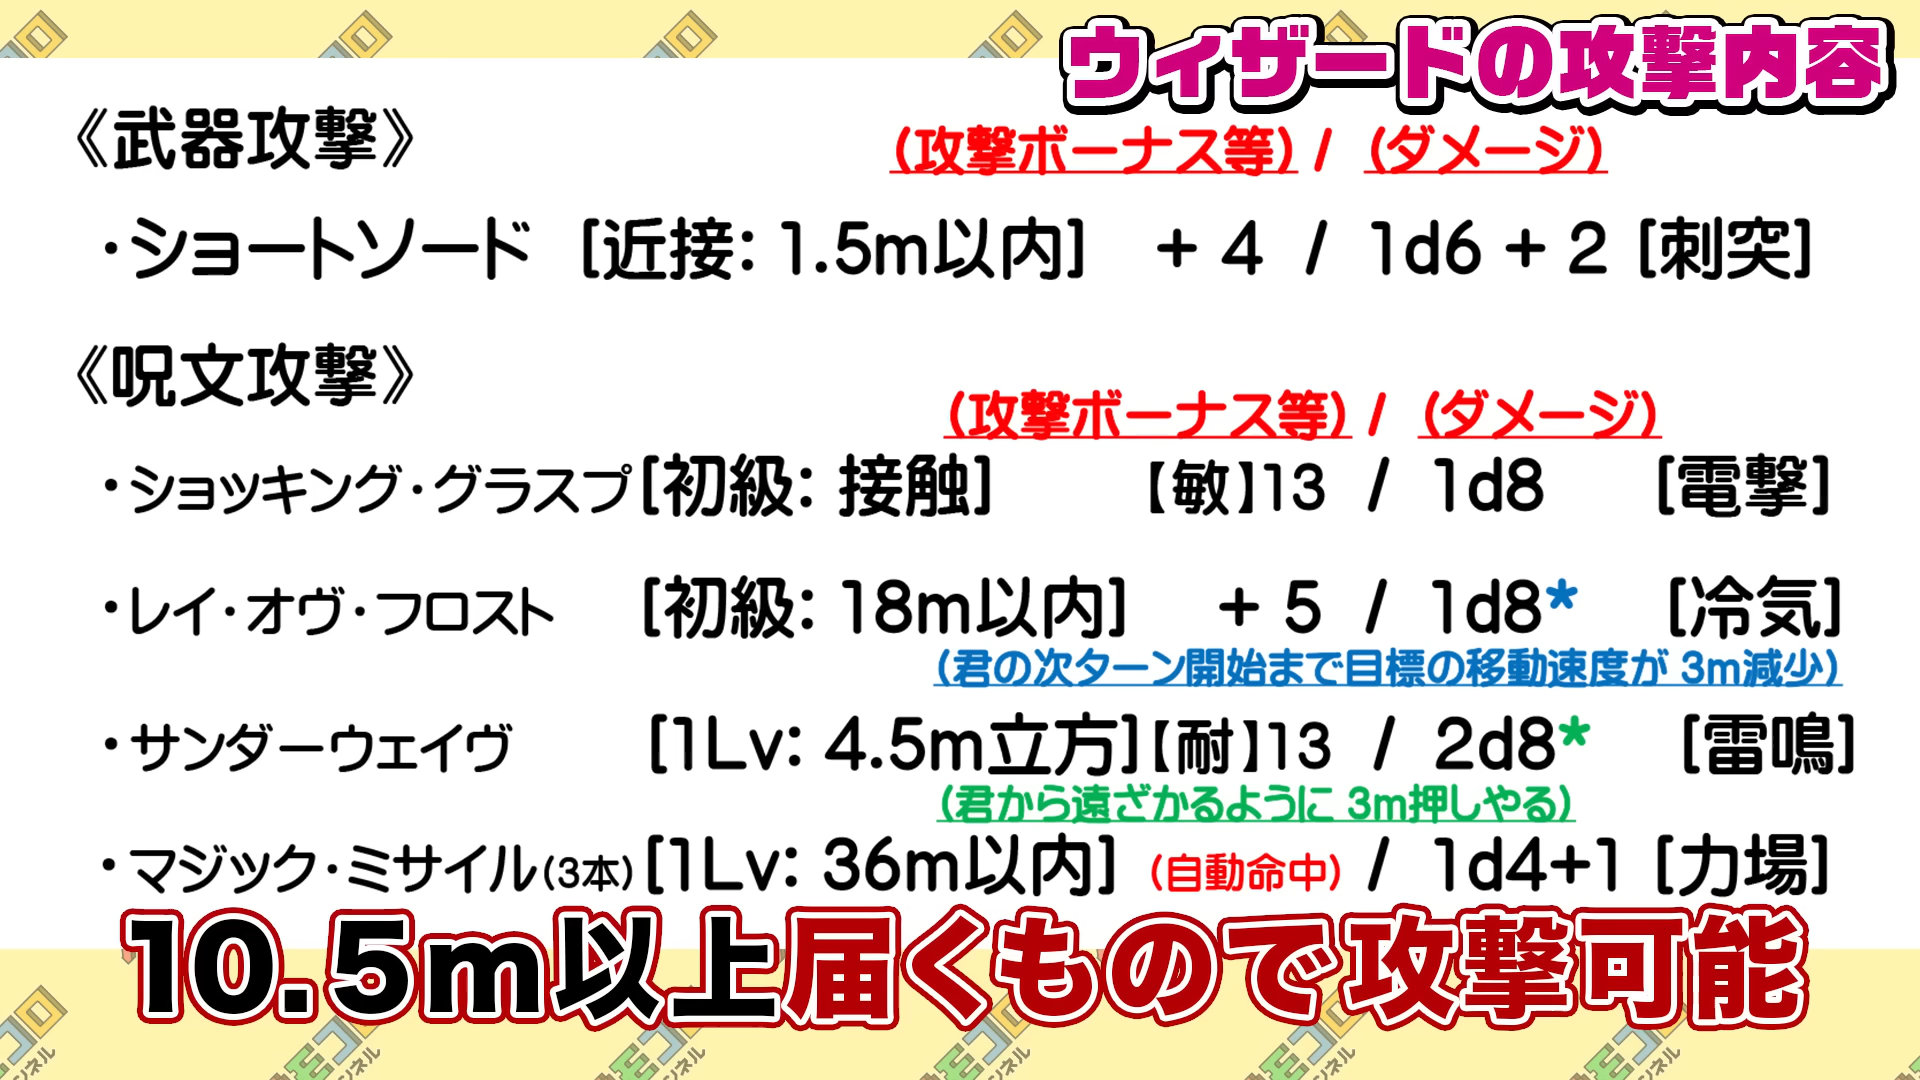 ウィザードの攻撃内容
《武器攻撃》
(攻撃ボーナス等) / (ダメージ)
・ショートソード [近接: 1.5m以内] + 4 / 1d6 + 2 [刺突]
《呪文攻撃》
(攻撃ボーナス等) / (ダメージ)
・ショッキング・グラスプ [初級: 接触] 【敏】13 / 1d8 [電撃]
・レイ・オヴ・フロスト [初級: 18m以内] + 5 / 1d8* [冷気]
(君の次ターン開始まで目標の移動速度が 3m減少)
・サンダーウェイヴ [1Lv: 4.5m立方] 【耐】13 / 2d8* [雷鳴]
(君から遠ざかるように 3m押しやる)
・マジック・ミサイル(3本) [1Lv: 36m以内] (自動命中) / 1d4+1 [力場]
10.5m以上届くもので攻撃可能